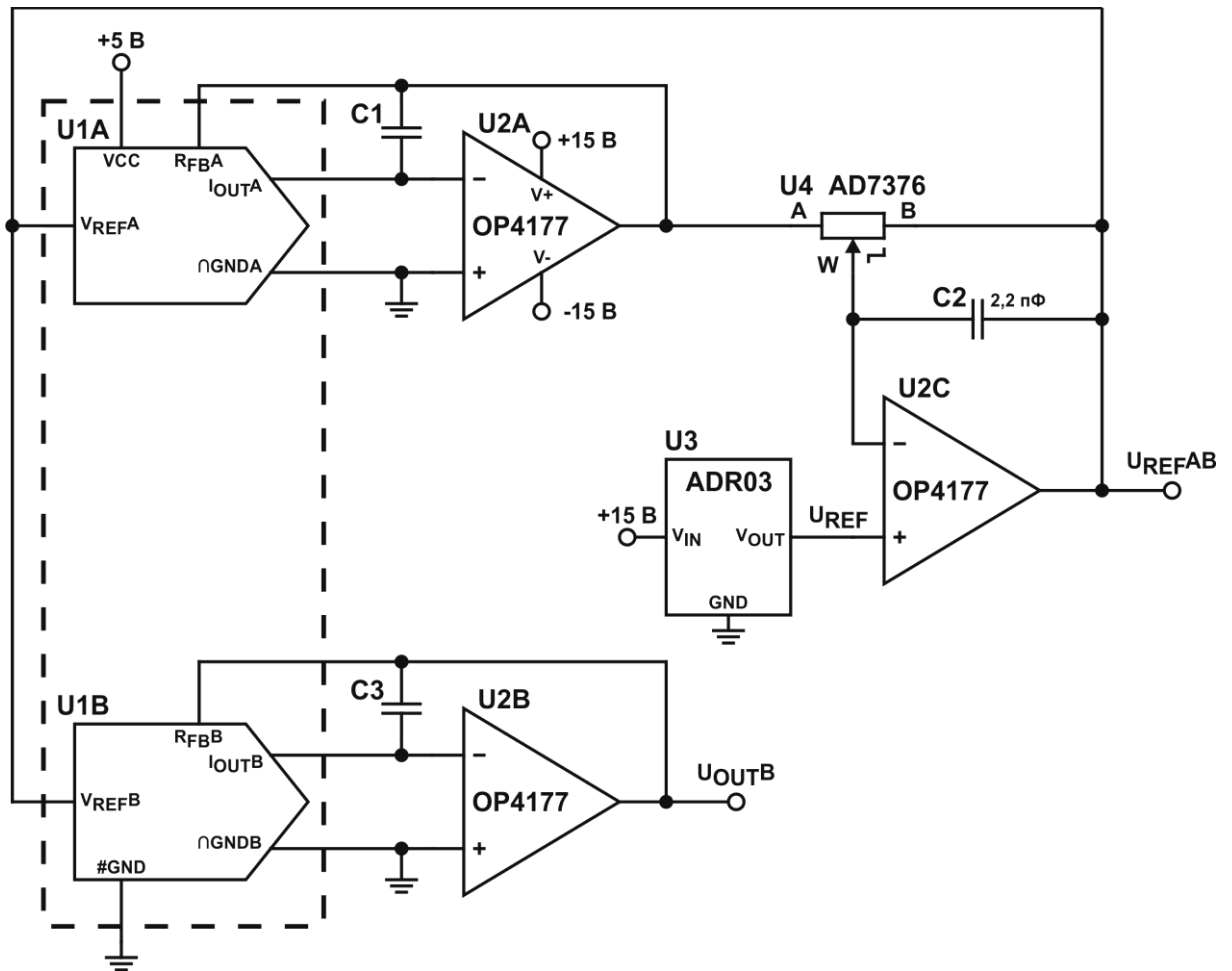 +5 В
U1A
VCC
RFBA
IOUTA
VREFA
∩GNDA
C1
U2A
+15 В
V+
OP4177
V-
-15 В
−
+
U4 AD7376
A
B
W
C2 2,2 пФ
U2C
−
OP4177
+
UREFAB
U3
ADR03
+15 В
VIN
VOUT
GND
UREF
U1B
RFBB
IOUTB
VREFB
∩GNDB
#GND
C3
U2B
−
OP4177
+
UOUTB